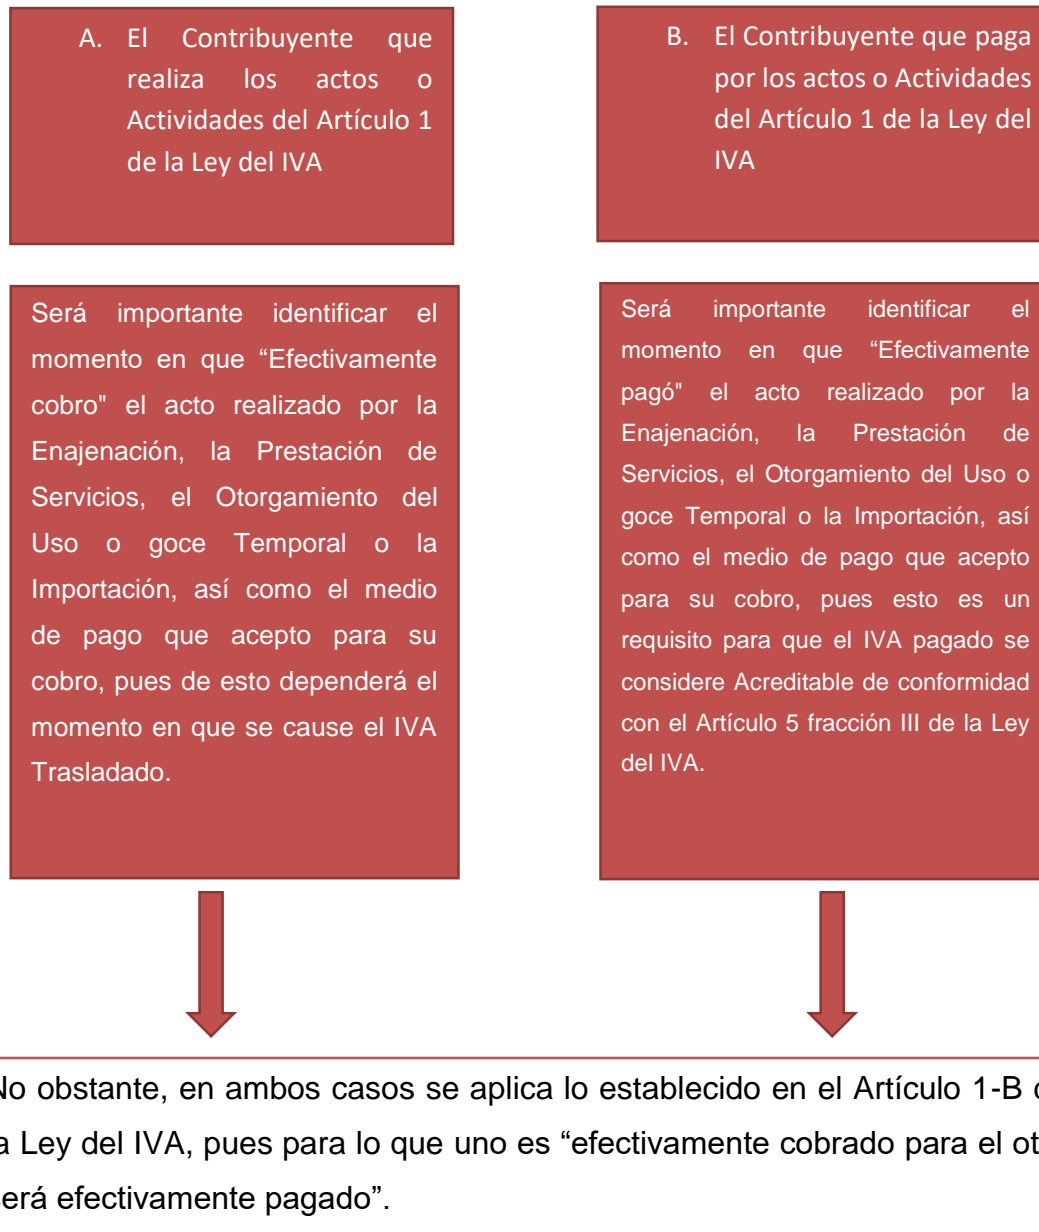 A. El Contribuyente que
realiza los actos o
Actividades del Artículo 1
de la Ley del IVA
B. El Contribuyente que paga
por los actos o Actividades
del Artículo 1 de la Ley del
IVA
Será importante identificar el
momento en que “Efectivamente
cobro" el acto realizado por la
Enajenación, la Prestación de
Servicios, el Otorgamiento del
Uso o goce Temporal o la
Importación, así como el medio
de pago que acepto para su
cobro, pues de esto dependerá el
momento en que se cause el IVA
Trasladado.
Será importante identificar el
momento en que “Efectivamente
pagó" el acto realizado por la
Enajenación, la Prestación de
Servicios, el Otorgamiento del Uso o
goce Temporal o la Importación, así
como el medio de pago que acepto
para su cobro, pues esto es un
requisito para que el IVA pagado se
considere Acreditable de conformidad
con el Artículo 5 fracción III de la Ley
del IVA.
No obstante, en ambos casos se aplica lo establecido en el Artículo 1-B
Ley del IVA, pues para lo que uno es “efectivamente cobrado para el
será efectivamente pagado”.